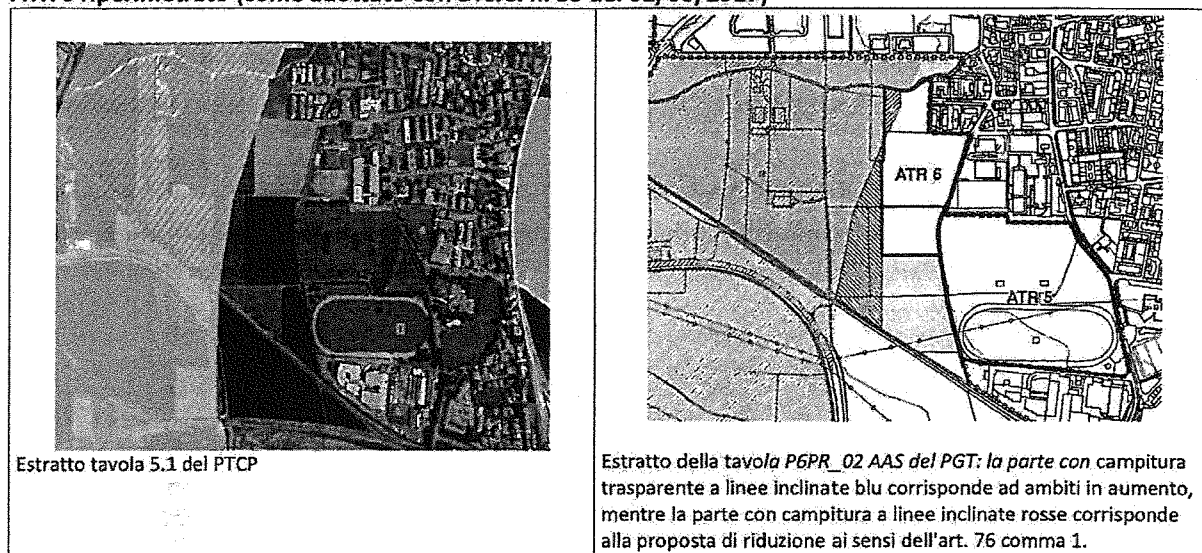 ATR 6
ATR 5
Estratto tavola 5.1 del PTCP
Estratto della tavola P6PR_02 AAS del PGT: la parte con campitura
trasparente a linee inclinate blu corrisponde ad ambiti in aumento,
mentre la parte con campitura a linee inclinate rosse corrisponde
alla proposta di riduzione ai sensi dell'art. 76 comma 1.